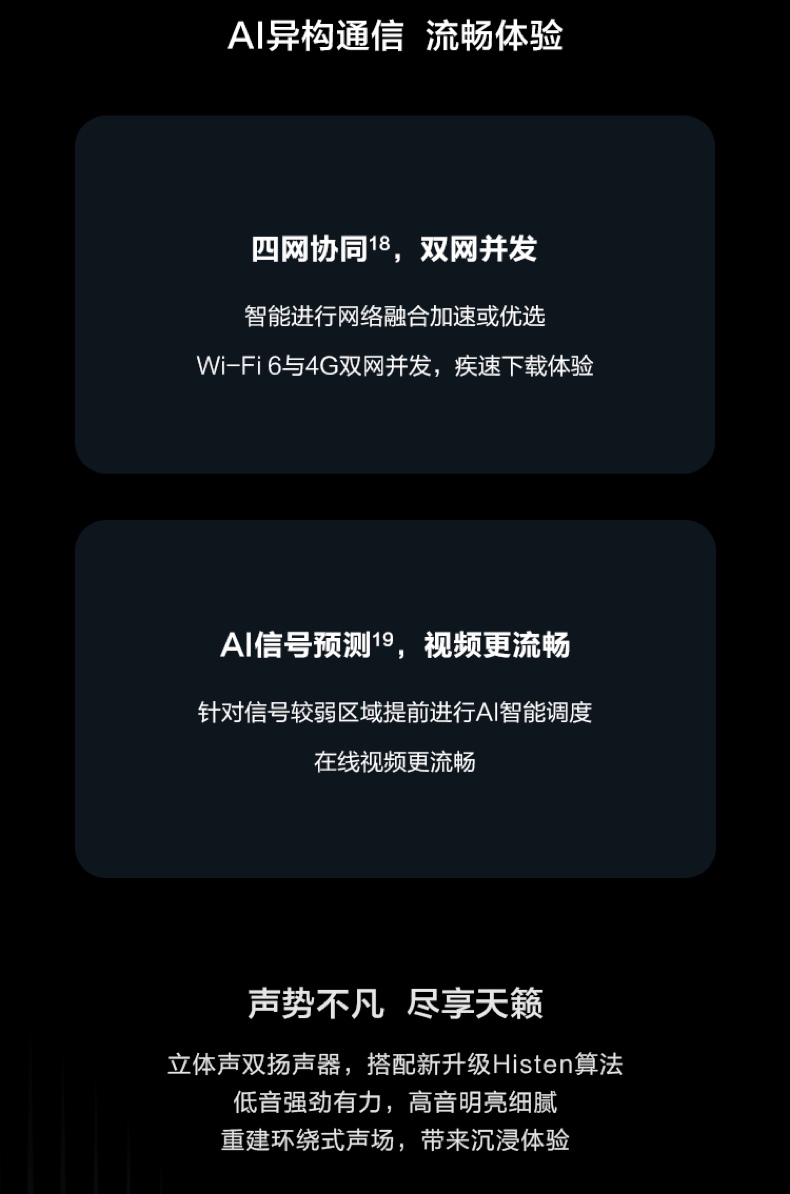 AI异构通信 流畅体验
四网协同18，双网并发
智能进行网络融合加速或优选
Wi-Fi 6与4G双网并发，疾速下载体验
AI信号预测19，视频更流畅
针对信号较弱区域提前进行AI智能调度
在线视频更流畅
声势不凡 尽享天籁
立体声双扬声器，搭配新升级Histen算法
低音强劲有力，高音明亮细腻
重建环绕式声场，带来沉浸体验